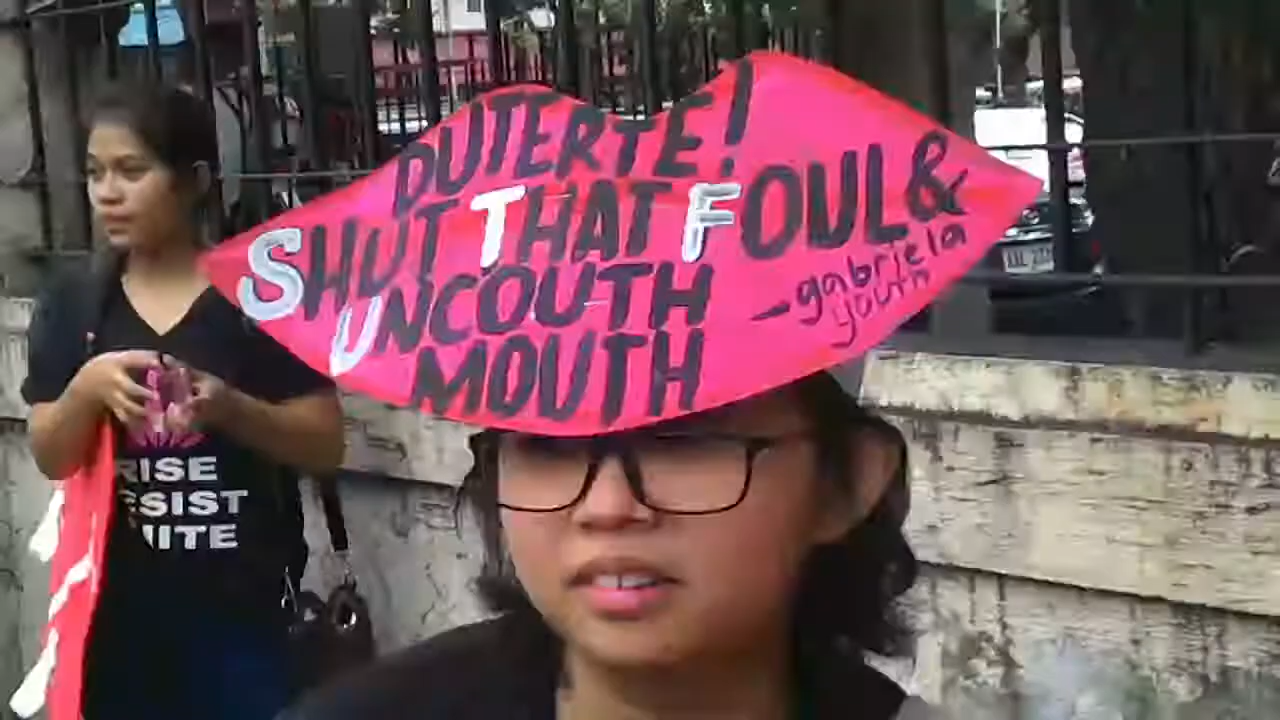 DUTERTE!
SHUT THAT FOUL &
UNCOUTH
MOUTH
- gabriela
youth
RISE
ESIST
NITE